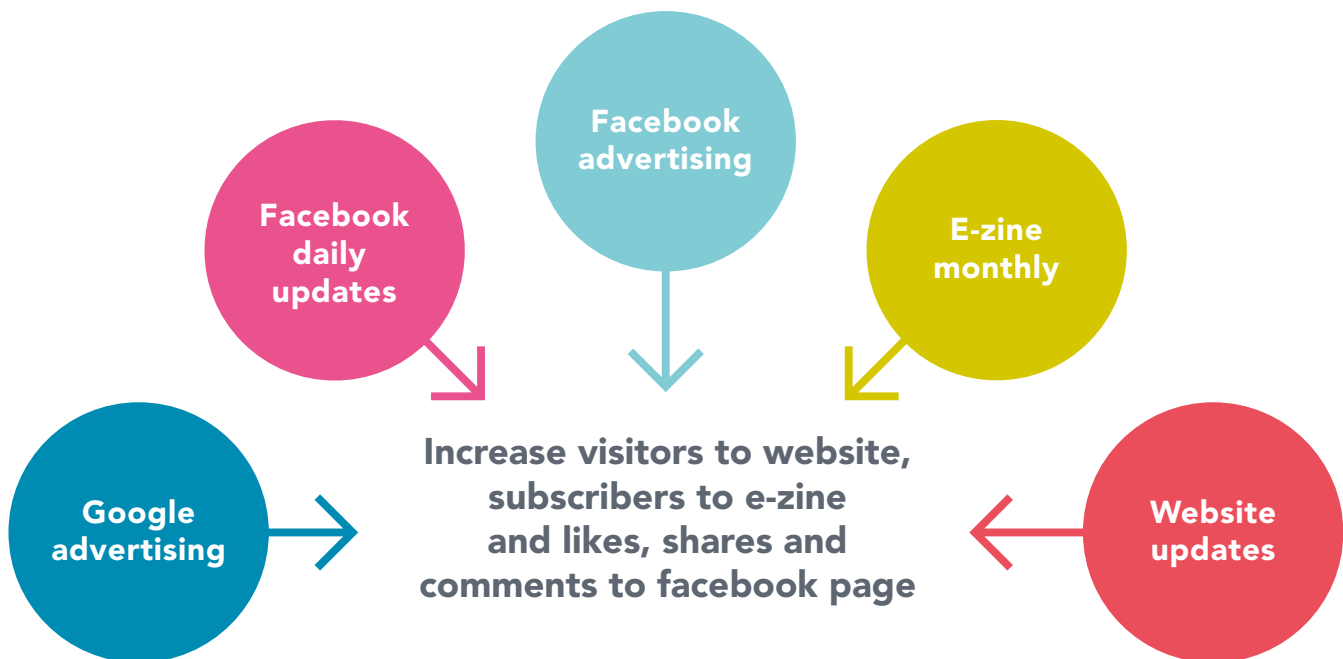 Facebook
advertising
Facebook
daily
updates
E-zine
monthly
Increase visitors to website,
subscribers to e-zine
and likes, shares and
comments to facebook page
Google
advertising
Website
updates